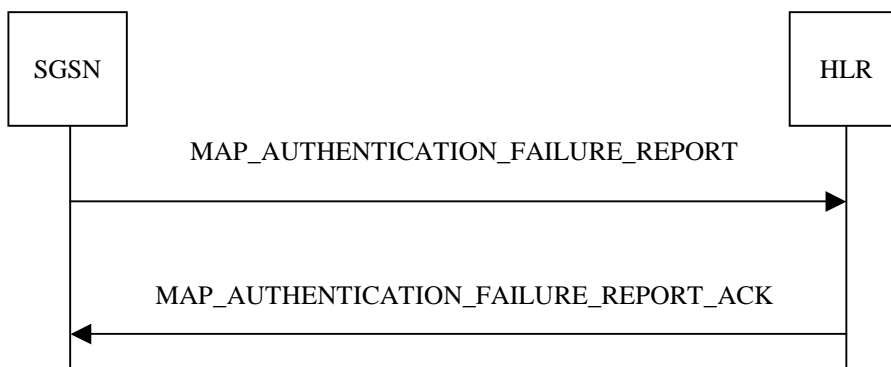 SGSN
HLR
MAP_AUTHENTICATION_FAILURE_REPORT
MAP_AUTHENTICATION_FAILURE_REPORT_ACK